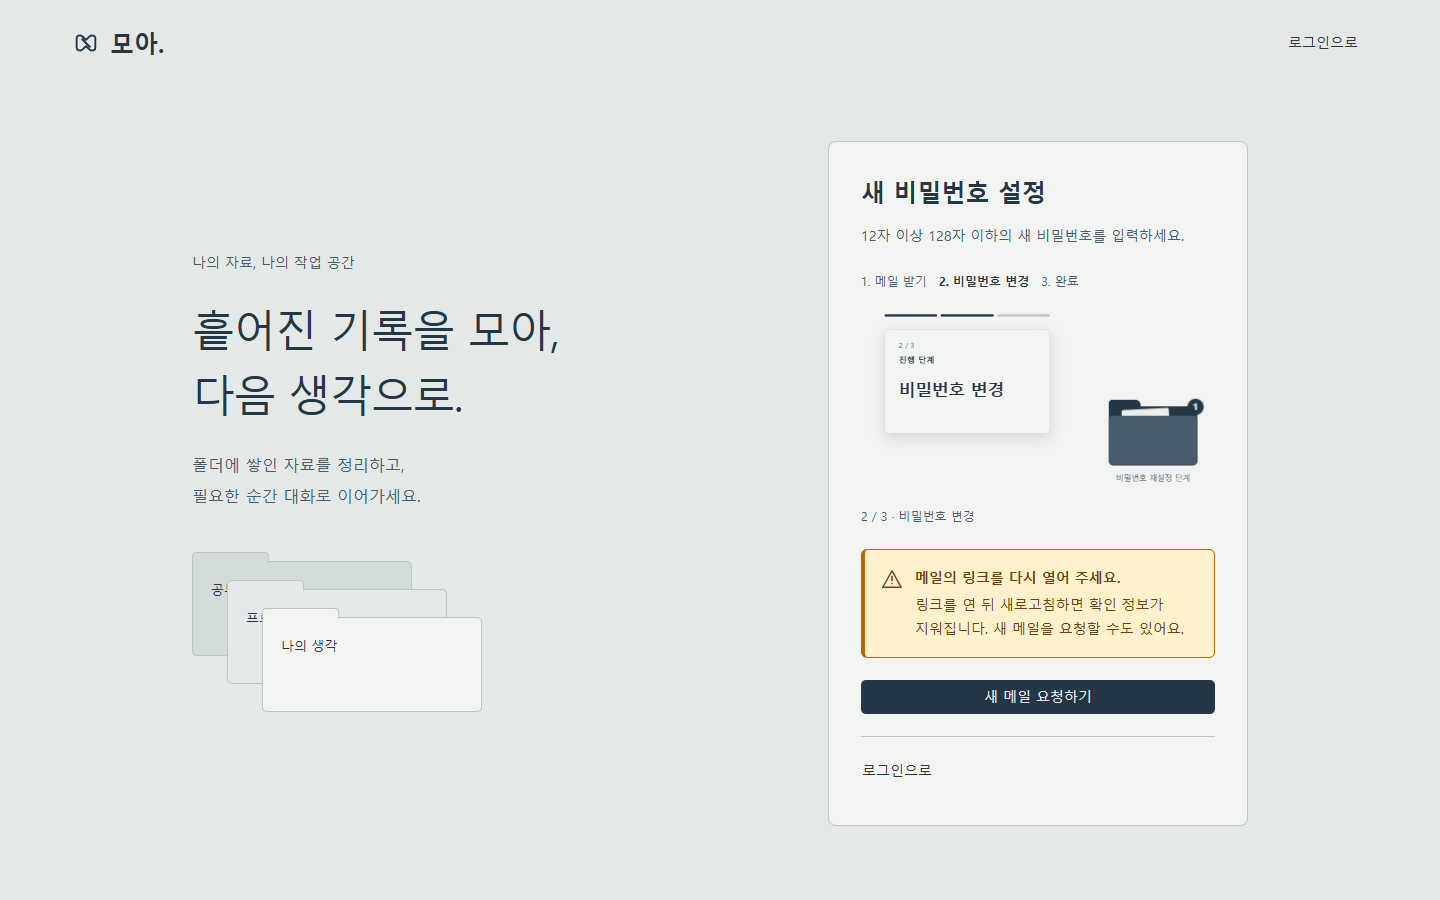 모아.
로그인으로
나의 자료, 나의 작업 공간
흩어진 기록을 모아,
다음 생각으로.
폴더에 쌓인 자료를 정리하고,
필요한 순간 대화로 이어가세요.
나의 생각
새 비밀번호 설정
12자 이상 128자 이하의 새 비밀번호를 입력하세요.
1. 메일 받기 2. 비밀번호 변경 3. 완료
2 / 3
진행 단계
비밀번호 변경
1
비밀번호 재설정 단계
2 / 3 · 비밀번호 변경
메일의 링크를 다시 열어 주세요.
링크를 연 뒤 새로고침하면 확인 정보가
지워집니다. 새 메일을 요청할 수도 있어요.
새 메일 요청하기
로그인으로